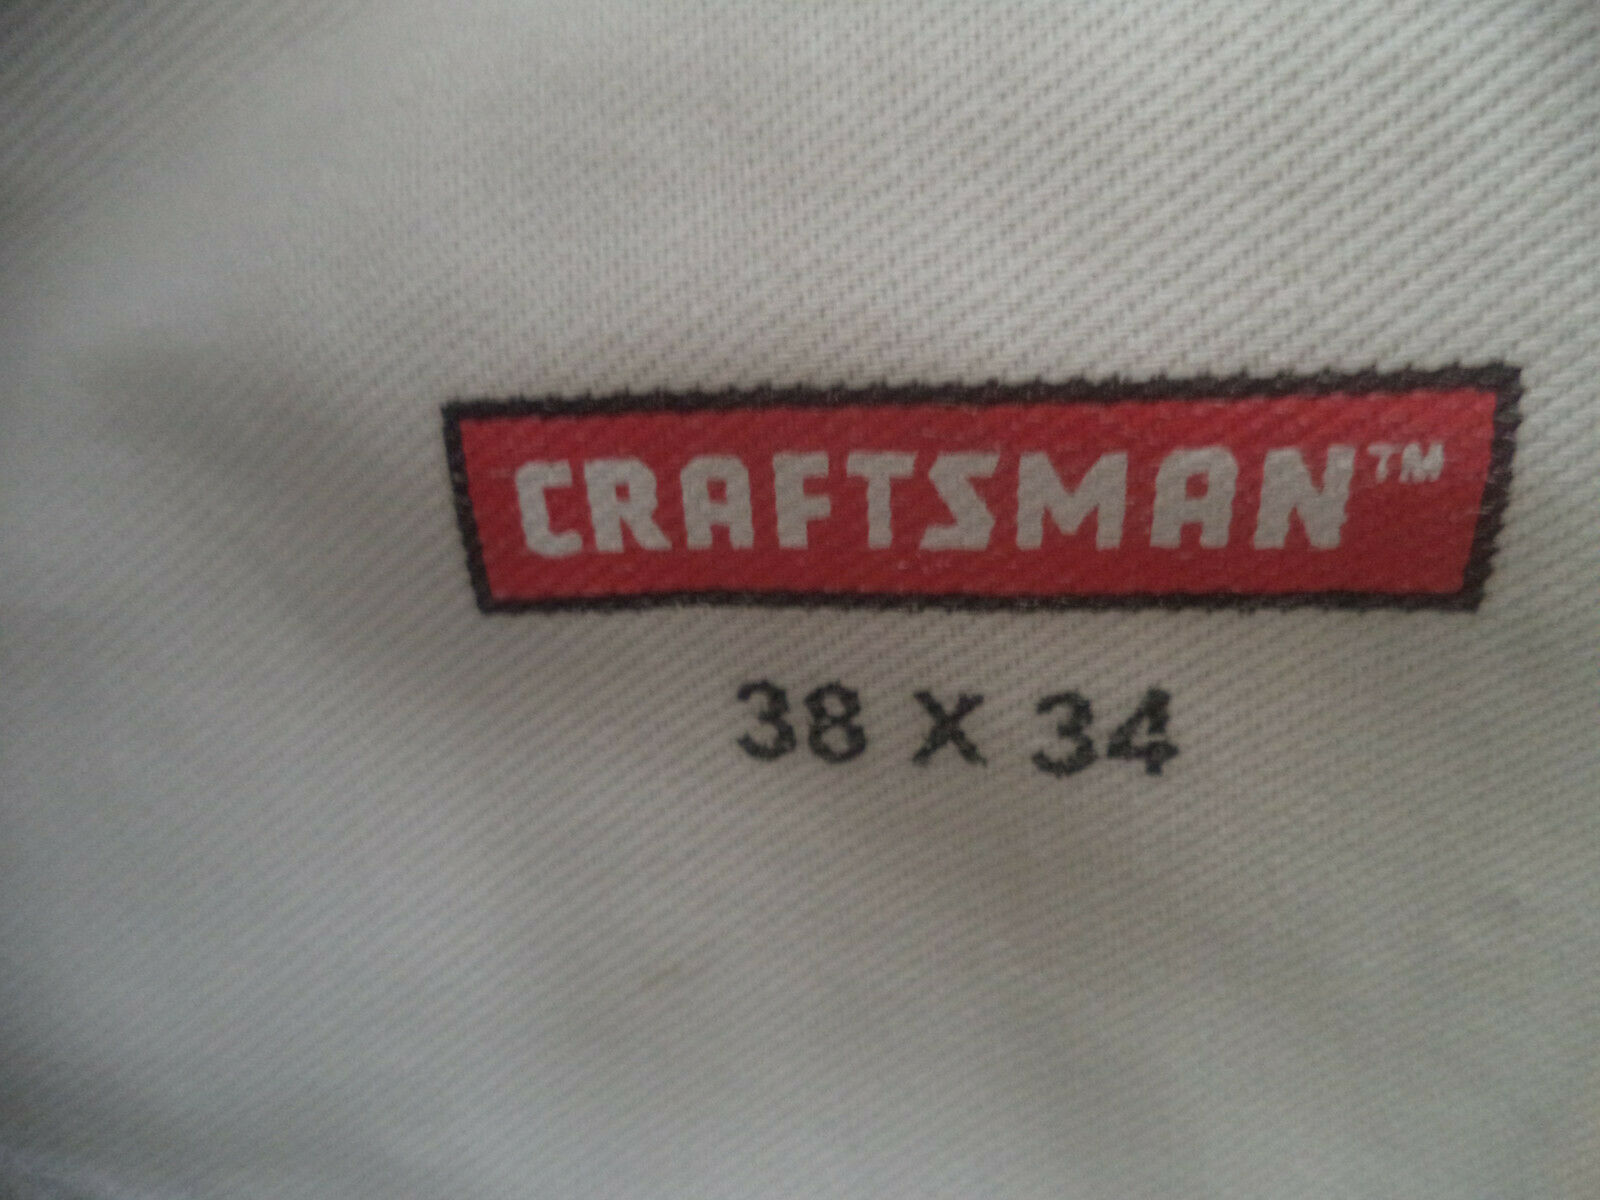 CRAFTSMAN™
38 X 34